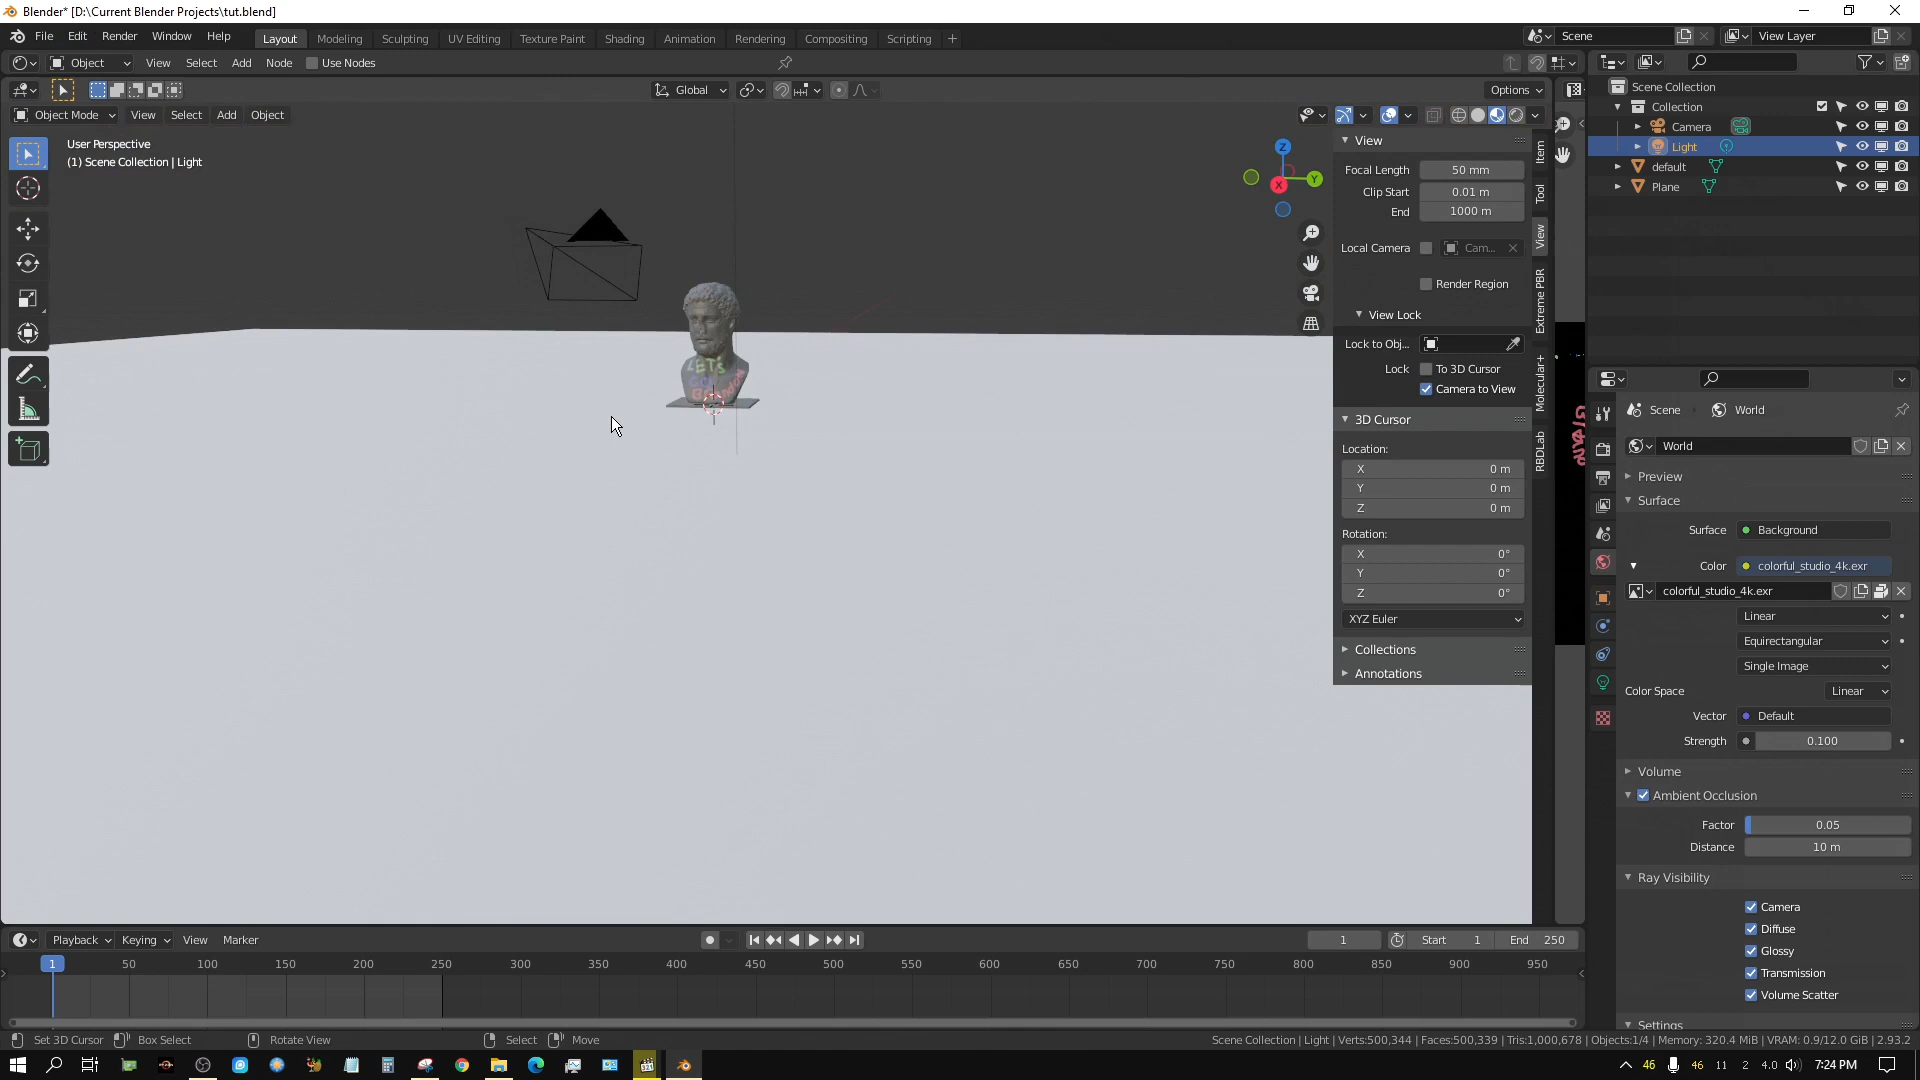 Blender* [D:\Current Blender Projects\tut.blend]
File Edit Render Window Help Layout Modeling Sculpting UV Editing Texture Paint Shading Animation Rendering Compositing Scripting + Scene View Layer
Object View Select Add Node Use Nodes
Global Options
Object Mode View Select Add Object
User Perspective
(1) Scene Collection | Light
Z
X
Y
LETS
GO
View
Focal Length 50 mm
Clip Start 0.01 m
End 1000 m
Local Camera Cam...
Render Region
View Lock
Lock to Obj...
Lock To 3D Cursor
Camera to View
3D Cursor
Location:
X 0 m
Y 0 m
Z 0 m
Rotation:
X 0°
Y 0°
Z 0°
XYZ Euler
Collections
Annotations
Item
Tool
View
Extreme PBR
Molecular+
RBDLab
Scene Collection
Collection
Camera
Light
default
Plane
Scene World
World
Preview
Surface
Surface Background
Color colorful_studio_4k.exr
colorful_studio_4k.exr
Linear
Equirectangular
Single Image
Color Space Linear
Vector Default
Strength 0.100
Volume
Ambient Occlusion
Factor 0.05
Distance 10 m
Ray Visibility
Camera
Diffuse
Glossy
Transmission
Volume Scatter
Settings
Playback Keying View Marker 1 Start 1 End 250
1 50 100 150 200 250 300 350 400 450 500 550 600 650 700 750 800 850 900 950
Set 3D Cursor Box Select Rotate View Select Move Scene Collection | Light | Verts:500,344 | Faces:500,339 | Tris:1,000,678 | Objects:1/4 | Memory: 320.4 MiB | VRAM: 0.9/12.0 GiB | 2.93.2
46 46 11 2 4.0 7:24 PM